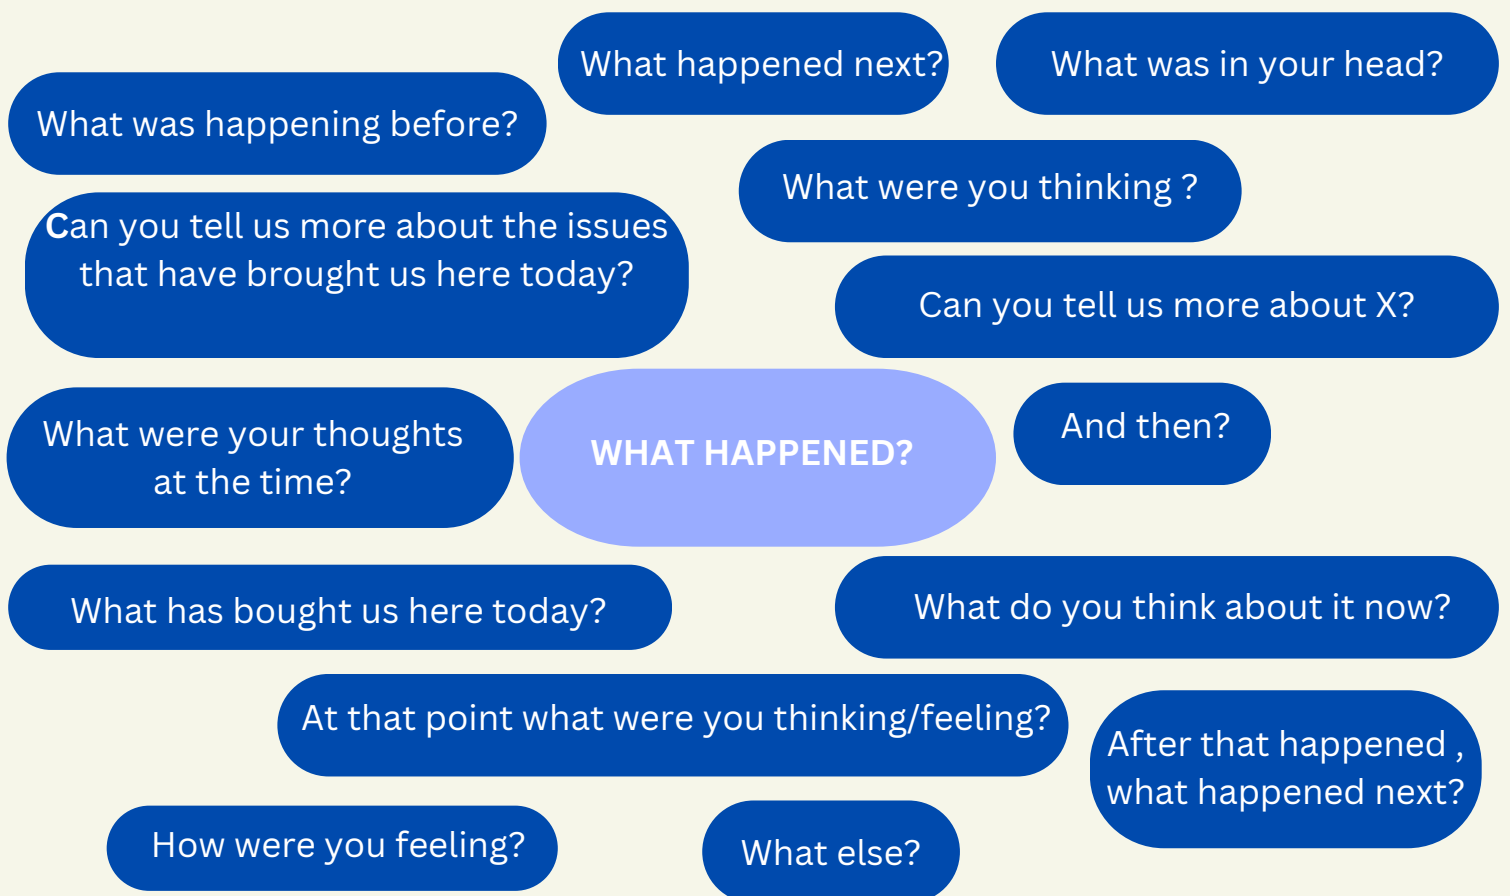 What happened next?
What was in your head?
What was happening before?
What were you thinking ?
Can you tell us more about the issues
that have brought us here today?
Can you tell us more about X?
What were your thoughts
at the time?
WHAT HAPPENED?
And then?
What has bought us here today?
What do you think about it now?
At that point what were you thinking/feeling?
After that happened ,
what happened next?
How were you feeling?
What else?